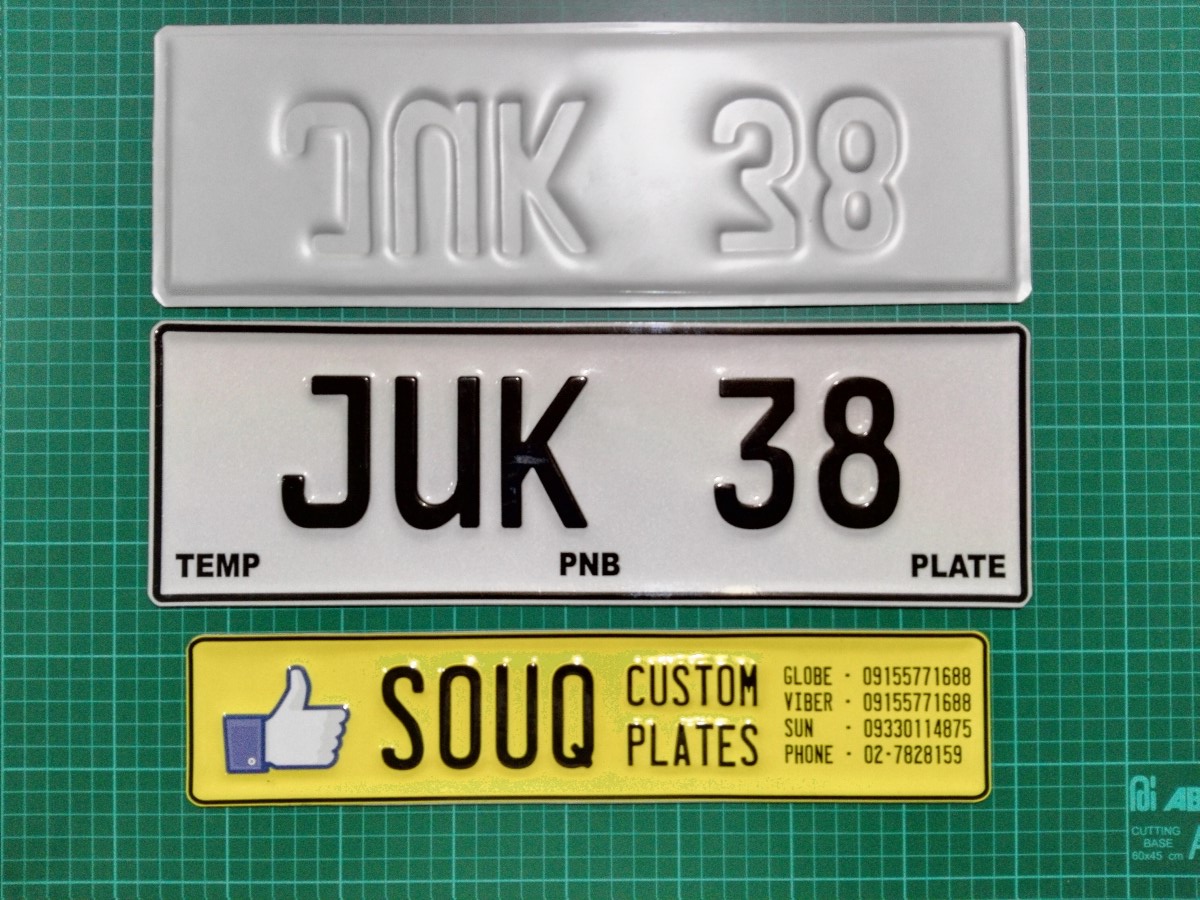 JUK 38
JUK 38
TEMP PNB PLATE
SOUQ
CUSTOM
PLATES
GLOBE - 09155771688
VIBER - 09155771688
SUN - 09330114875
PHONE - 02-7828159
CUTTING
BASE
60x45 cm